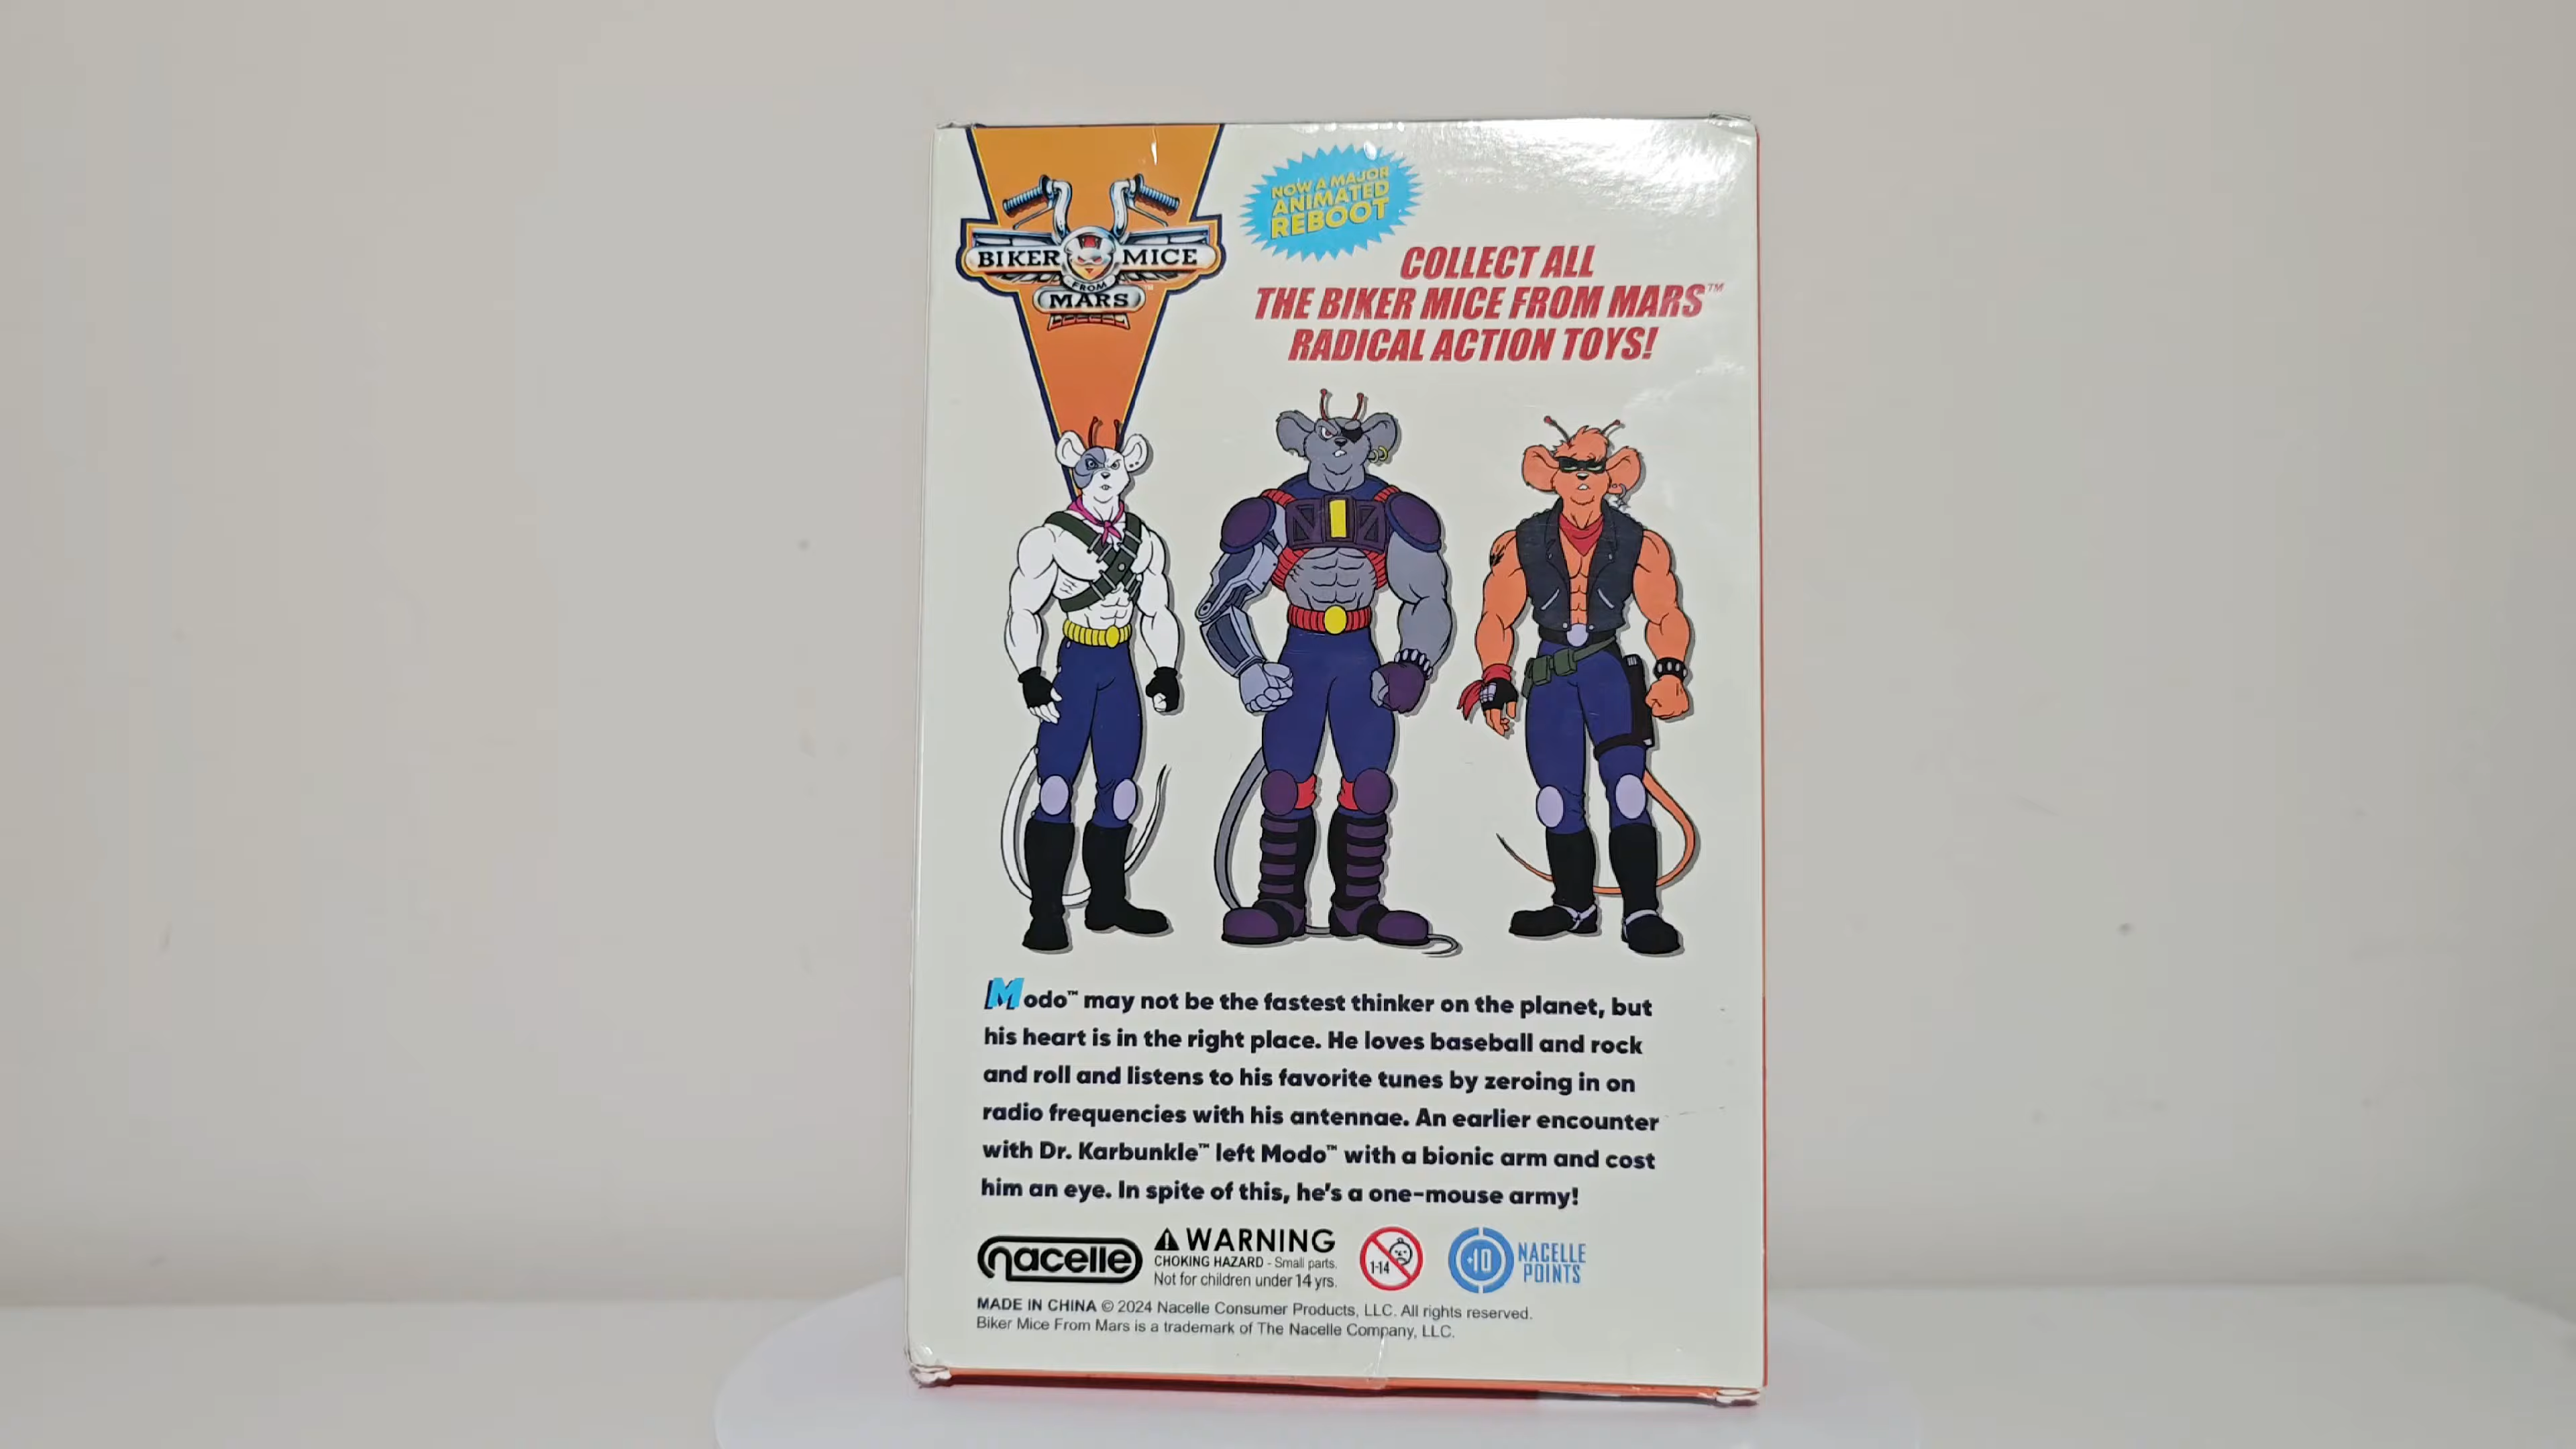 BIKER MICE
FROM
MARS™
NOW A MAJOR
ANIMATED
REBOOT
COLLECT ALL
THE BIKER MICE FROM MARS™
RADICAL ACTION TOYS!
Modo™ may not be the fastest thinker on the planet, but
his heart is in the right place. He loves baseball and rock
and roll and listens to his favorite tunes by zeroing in on
radio frequencies with his antennae. An earlier encounter
with Dr. Karbunkle™ left Modo™ with a bionic arm and cost
him an eye. In spite of this, he's a one-mouse army!
nacelle
WARNING
CHOKING HAZARD - Small parts.
Not for children under 14 yrs.
1-14
+10
NACELLE
POINTS
MADE IN CHINA © 2024 Nacelle Consumer Products, LLC. All rights reserved.
Biker Mice From Mars is a trademark of The Nacelle Company, LLC.